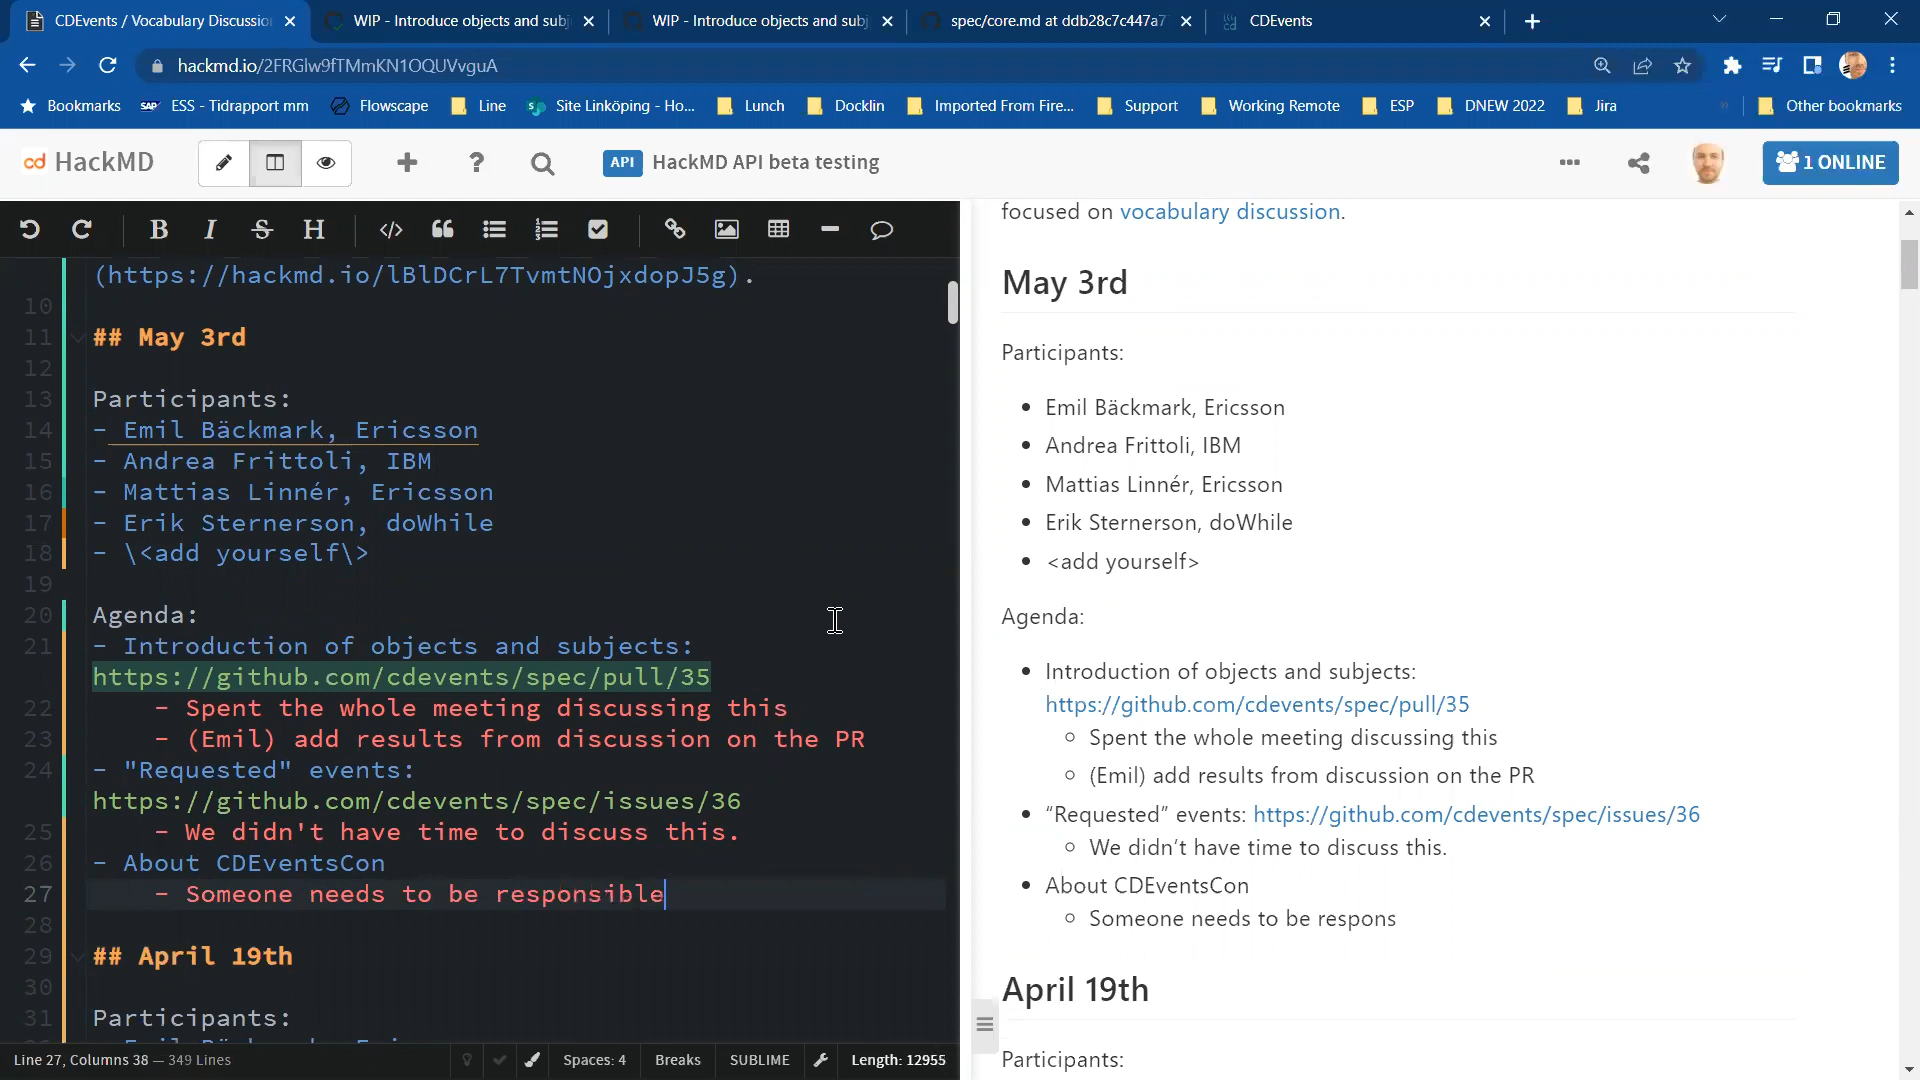 CDEvents / Vocabulary Discussio
WIP - Introduce objects and subj
WIP - Introduce objects and subj
spec/core.md at ddb28c7c447a7
CDEvents
hackmd.io/2FRGlw9fTMmKN1OQUVvguA
Bookmarks
SAP
ESS - Tidrapport mm
Flowscape
Line
Site Linköping - Ho...
Lunch
Docklin
Imported From Fire...
Support
Working Remote
ESP
DNEW 2022
Jira
Other bookmarks
HackMD
API
HackMD API beta testing
1 ONLINE
(https://hackmd.io/lBlDCrL7TvmtNOjxdopJ5g).
10
11 ## May 3rd
12
13 Participants:
14 - Emil Bäckmark, Ericsson
15 - Andrea Frittoli, IBM
16 - Mattias Linnér, Ericsson
17 - Erik Sternerson, doWhile
18 - \<add yourself\>
19
20 Agenda:
21 - Introduction of objects and subjects:
https://github.com/cdevents/spec/pull/35
22 - Spent the whole meeting discussing this
23 - (Emil) add results from discussion on the PR
24 - "Requested" events:
https://github.com/cdevents/spec/issues/36
25 - We didn't have time to discuss this.
26 - About CDEventsCon
27 - Someone needs to be responsible
28
29 ## April 19th
30
31 Participants:
Line 27, Columns 38 — 349 Lines
Spaces: 4
Breaks
SUBLIME
Length: 12955
focused on vocabulary discussion.
May 3rd
Participants:
• Emil Bäckmark, Ericsson
• Andrea Frittoli, IBM
• Mattias Linnér, Ericsson
• Erik Sternerson, doWhile
• <add yourself>
Agenda:
• Introduction of objects and subjects:
https://github.com/cdevents/spec/pull/35
◦ Spent the whole meeting discussing this
◦ (Emil) add results from discussion on the PR
• “Requested” events: https://github.com/cdevents/spec/issues/36
◦ We didn’t have time to discuss this.
• About CDEventsCon
◦ Someone needs to be respons
April 19th
Participants: